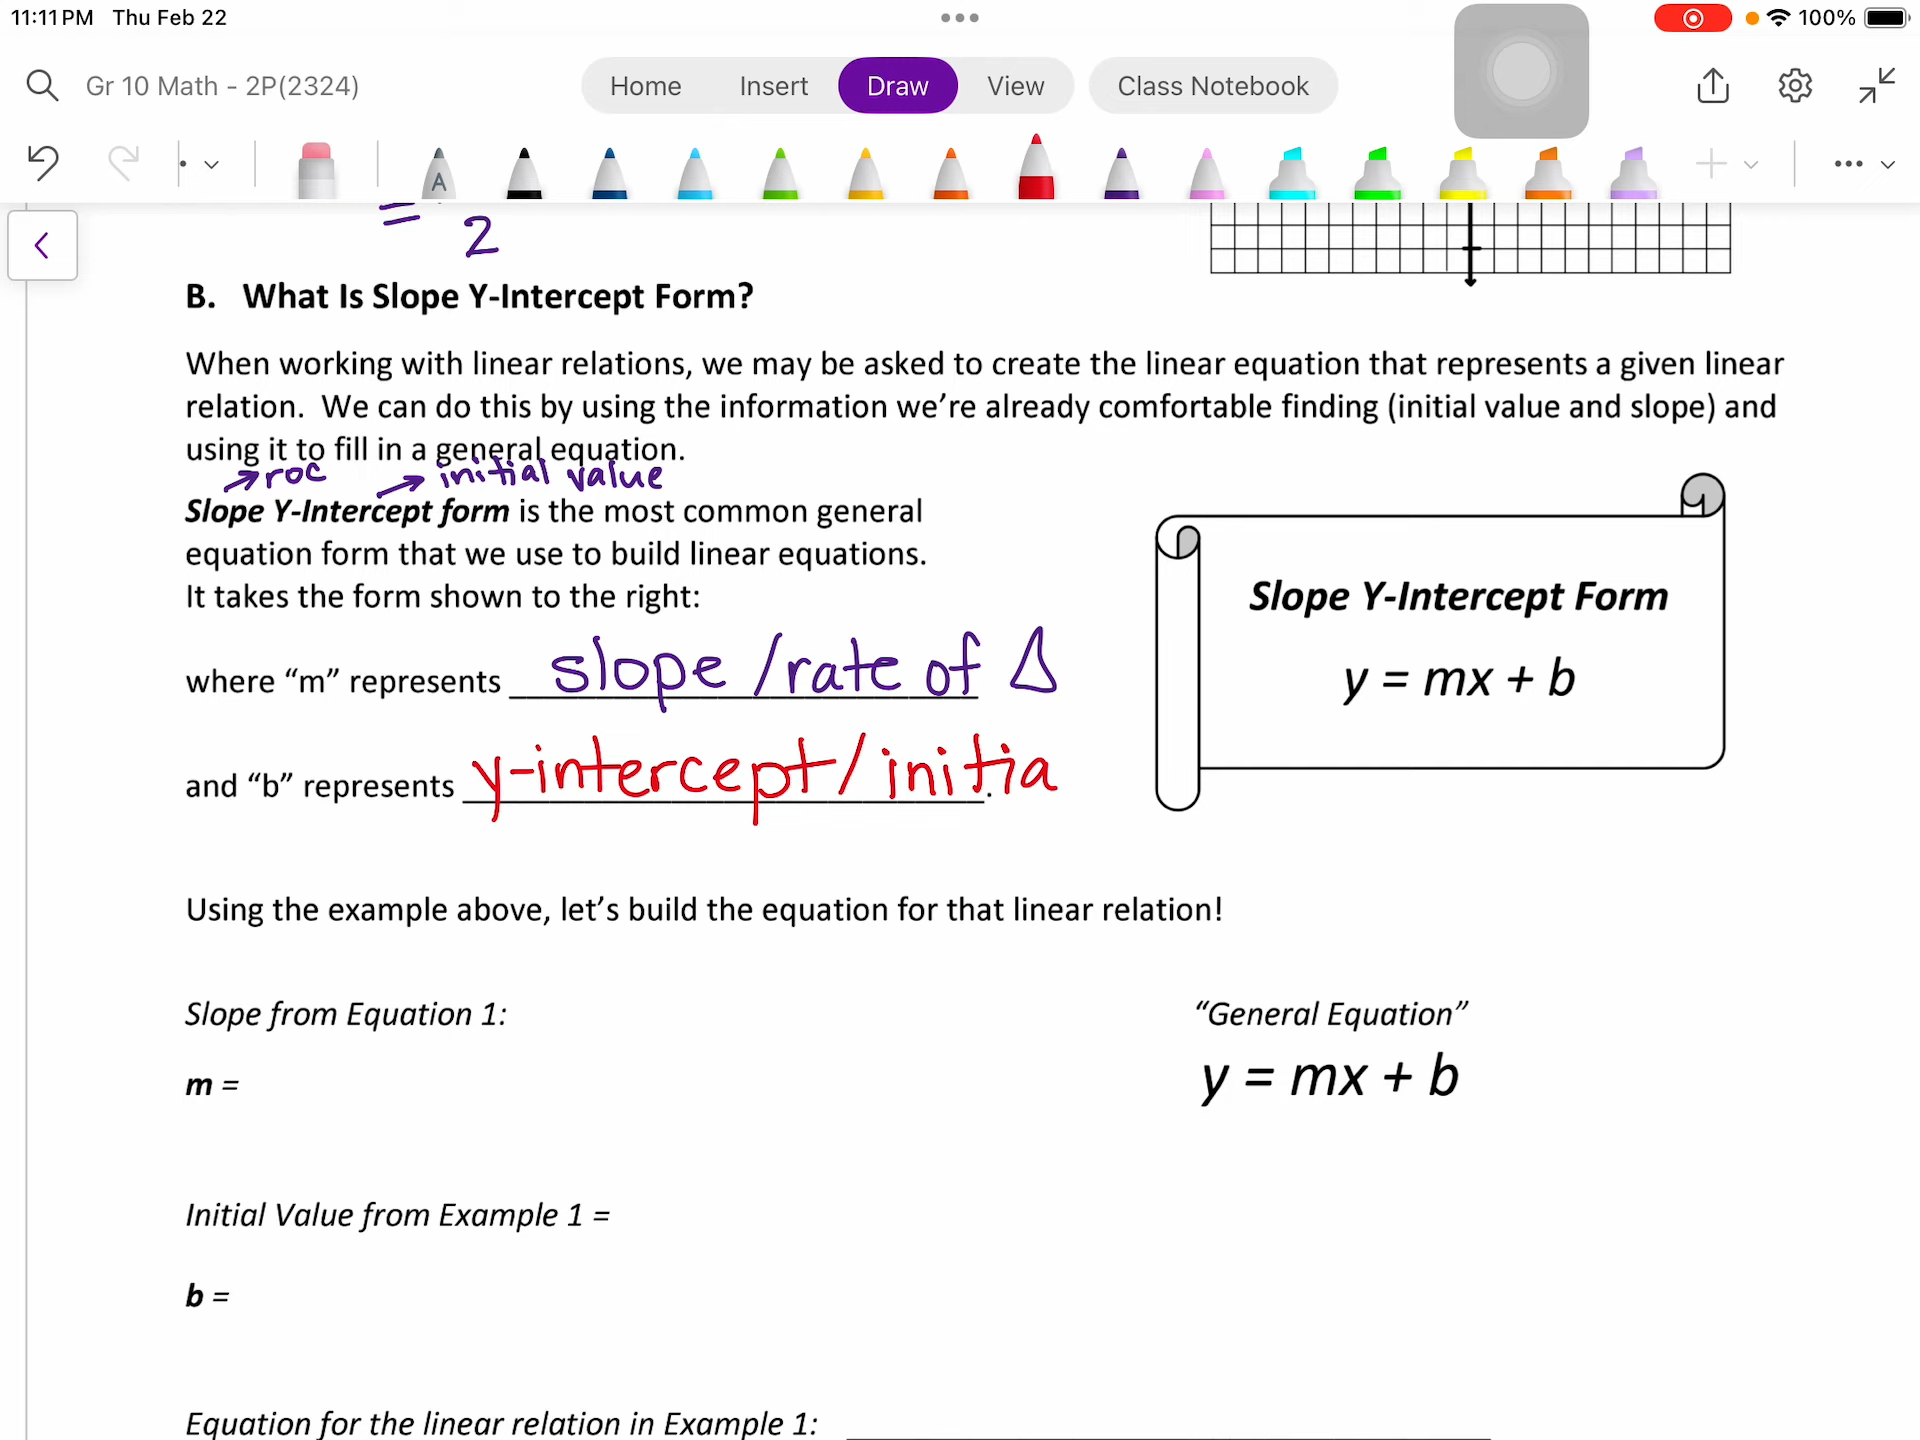 11:11 PM Thu Feb 22
100%
Gr 10 Math - 2P(2324)
Home Insert Draw View Class Notebook
A
=
2
B. What Is Slope Y-Intercept Form?
When working with linear relations, we may be asked to create the linear equation that represents a given linear
relation. We can do this by using the information we’re already comfortable finding (initial value and slope) and
using it to fill in a general equation.
→roc → initial value
Slope Y-Intercept form is the most common general
equation form that we use to build linear equations.
It takes the form shown to the right:
where “m” represents slope /rate of Δ
and “b” represents y-intercept/ initia.
Slope Y-Intercept Form
y = mx + b
Using the example above, let’s build the equation for that linear relation!
Slope from Equation 1:
“General Equation”
m =
y = mx + b
Initial Value from Example 1 =
b =
Equation for the linear relation in Example 1: